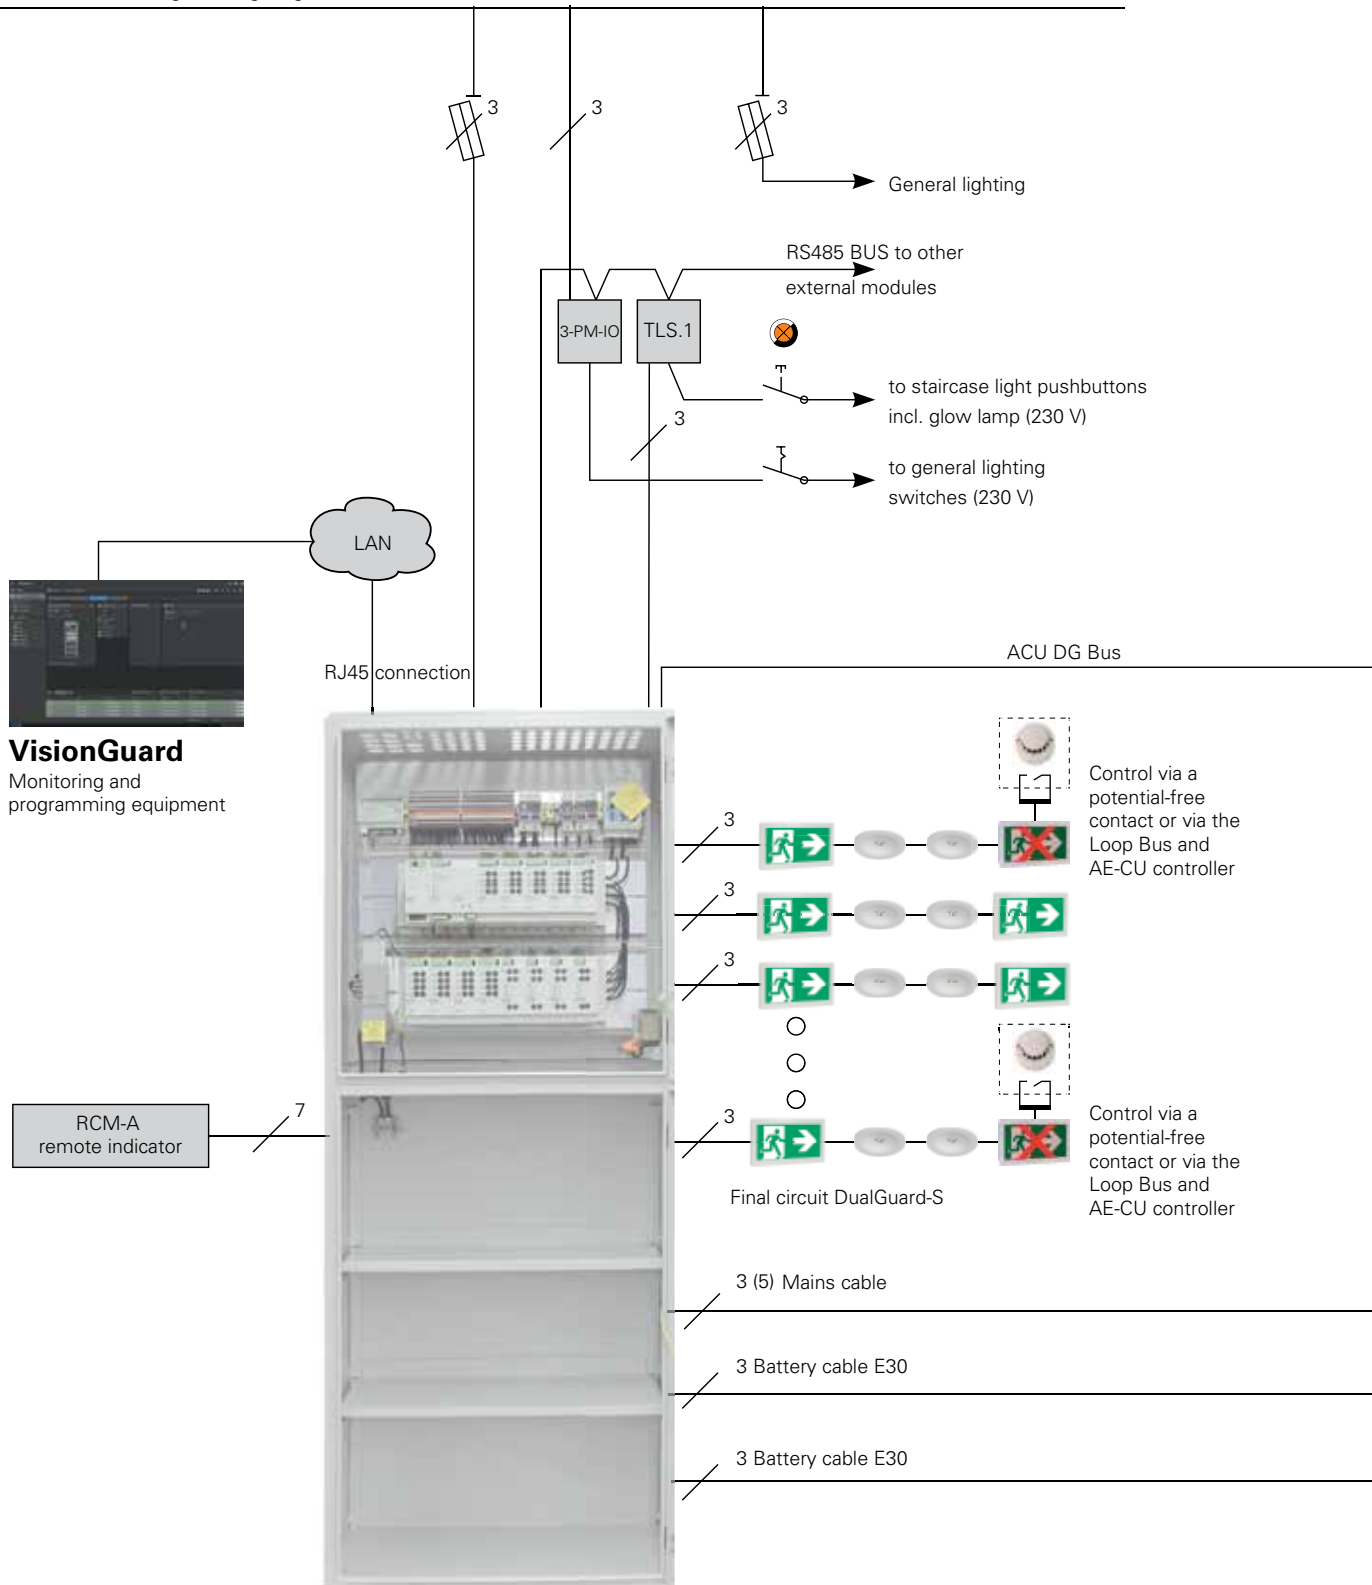 3
3
3
General lighting
RS485 BUS to other
external modules
3-PM-IO
TLS.1
to staircase light pushbuttons
incl. glow lamp (230 V)
3
to general lighting
switches (230 V)
LAN
RJ45 connection
ACU DG Bus
VisionGuard
Monitoring and
programming equipment
Control via a
potential-free
contact or via the
Loop Bus and
AE-CU controller
3
3
3
RCM-A
remote indicator
7
3
Control via a
potential-free
contact or via the
Loop Bus and
AE-CU controller
Final circuit DualGuard-S
3 (5) Mains cable
3 Battery cable E30
3 Battery cable E30